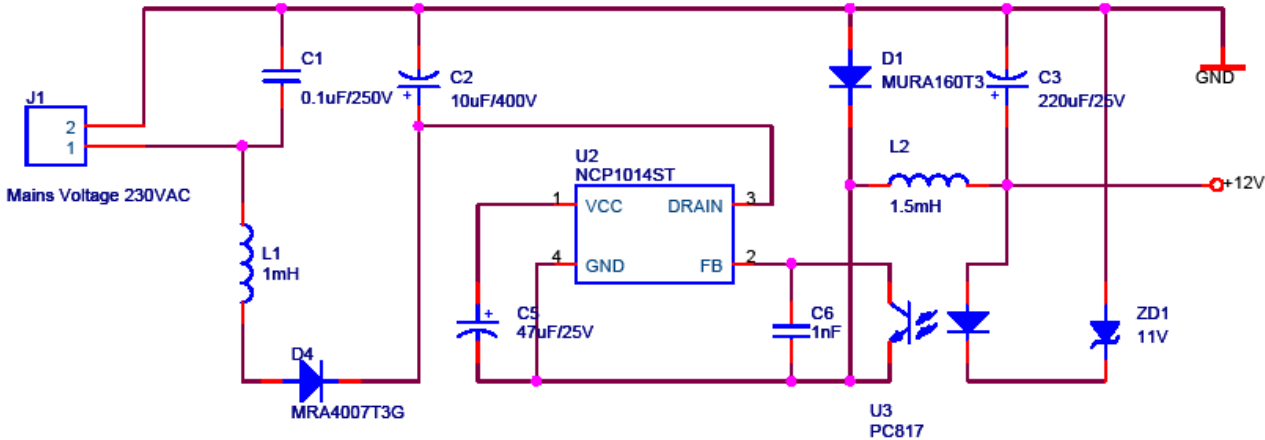 J1
2
1
Mains Voltage 230VAC
C1
0.1uF/250V
C2
10uF/400V
+
L1
1mH
D4
MRA4007T3G
U2
NCP1014ST
1
VCC
DRAIN
3
4
GND
FB
2
C5
47uF/25V
+
C6
1nF
D1
MURA160T3
C3
220uF/25V
+
L2
1.5mH
GND
+12V
ZD1
11V
U3
PC817